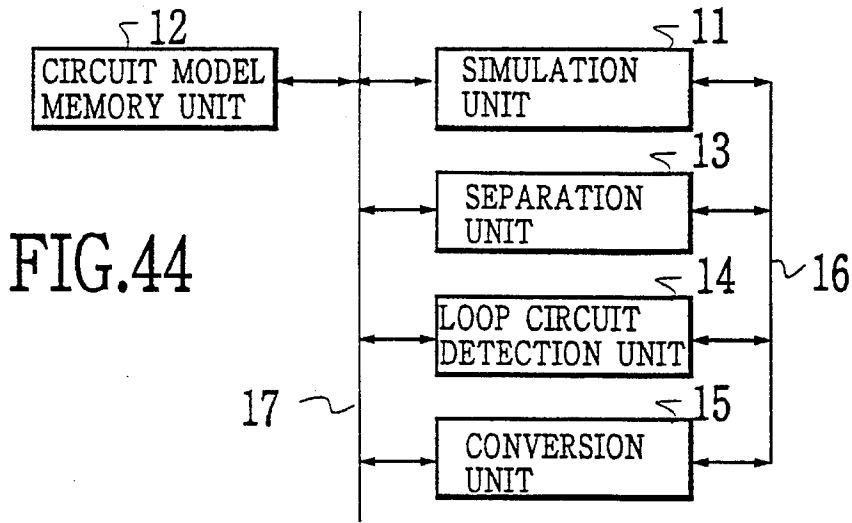 12
CIRCUIT MODEL
MEMORY UNIT
11
SIMULATION
UNIT
13
SEPARATION
UNIT
FIG.44
14
LOOP CIRCUIT
DETECTION UNIT
16
17
15
CONVERSION
UNIT